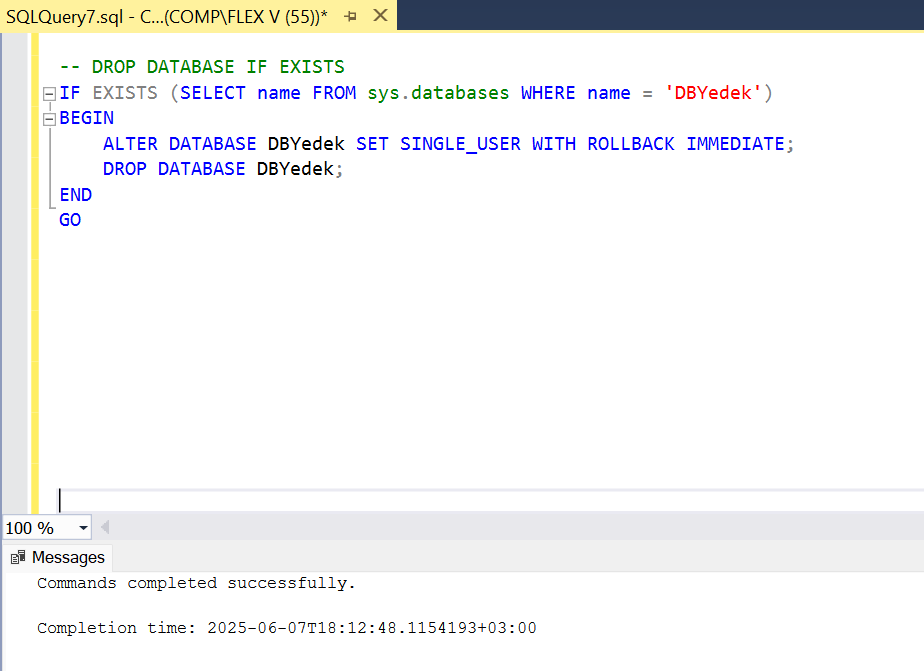 SQLQuery7.sql - C...(COMP\FLEX V (55))*
-- DROP DATABASE IF EXISTS
IF EXISTS (SELECT name FROM sys.databases WHERE name = 'DBYedek')
BEGIN
    ALTER DATABASE DBYedek SET SINGLE_USER WITH ROLLBACK IMMEDIATE;
    DROP DATABASE DBYedek;
END
GO
100 %
Messages
Commands completed successfully.
Completion time: 2025-06-07T18:12:48.1154193+03:00